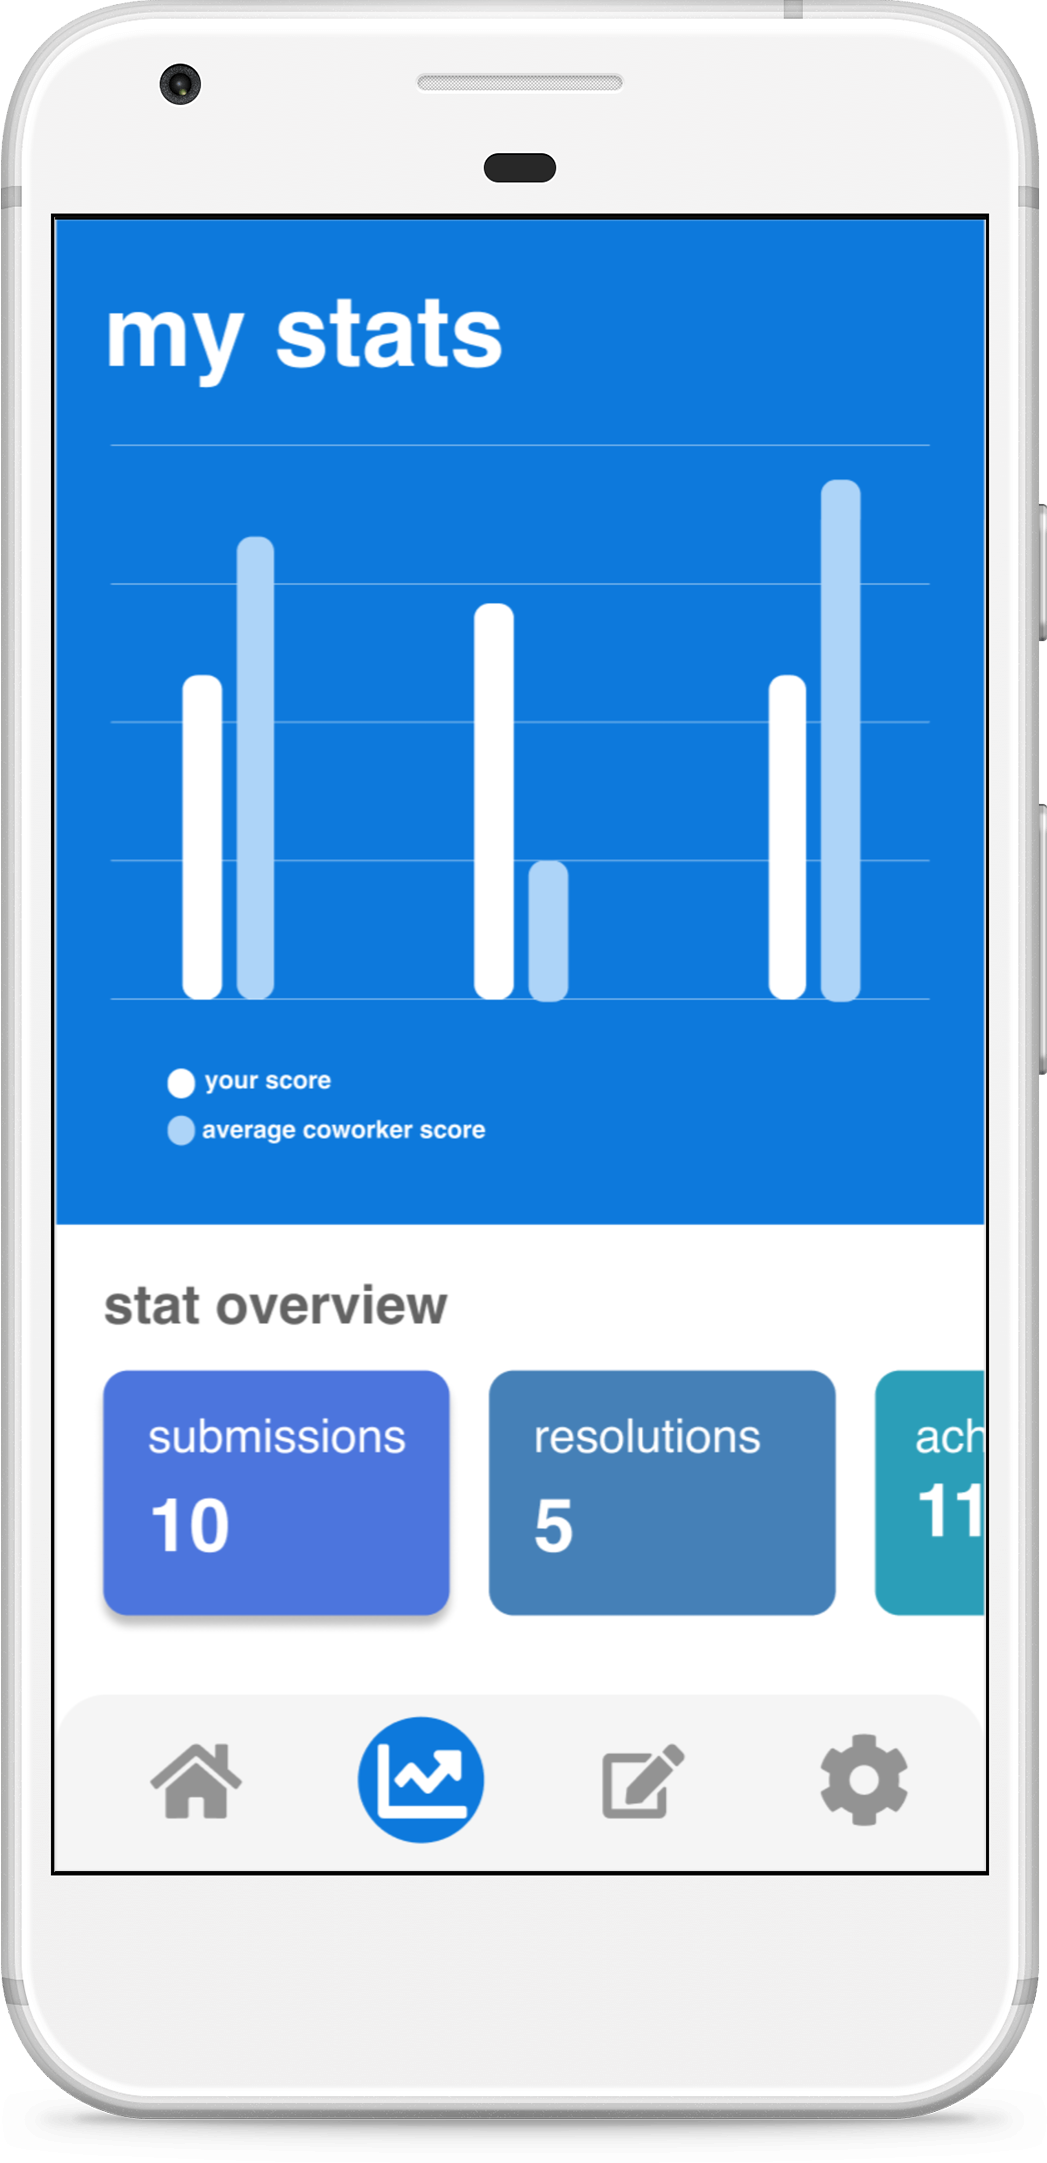 my stats
your score
average coworker score
stat overview
submissions
10
resolutions
5
ach
11